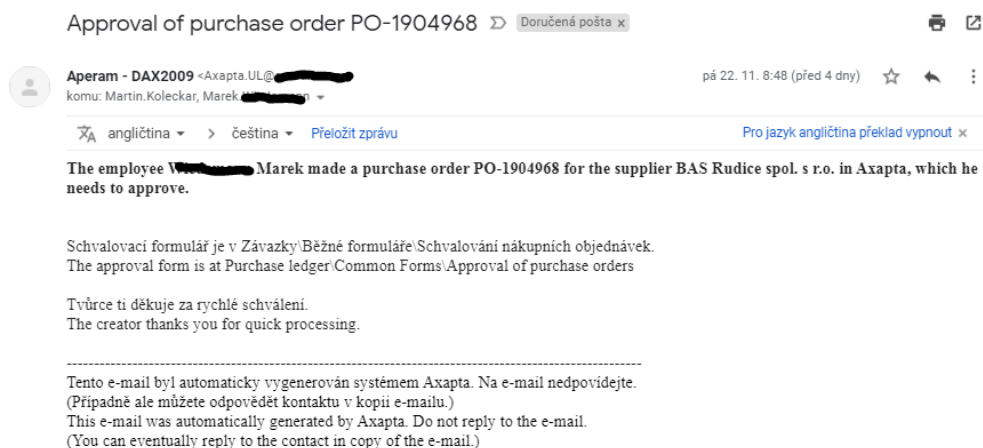 Approval of purchase order PO-1904968 Doručená pošta x
Aperam - DAX2009 <Axapta.UL@ pá 22. 11. 8:48 (před 4 dny)
komu: Martin.Koleckar, Marek.
angličtina > čeština Přeložit zprávu Pro jazyk angličtina překlad vypnout x
The employee Marek made a purchase order PO-1904968 for the supplier BAS Rudice spol. s r.o. in Axapta, which he
needs to approve.
Schvalovací formulář je v Závazky\Běžné formuláře\Schvalování nákupních objednávek.
The approval form is at Purchase ledger\Common Forms\Approval of purchase orders
Tvůrce ti děkuje za rychlé schválení.
The creator thanks you for quick processing.
Tento e-mail byl automaticky vygenerován systémem Axapta. Na e-mail nedpovídejte.
(Případně ale můžete odpovědět kontaktu v kopii e-mailu.)
This e-mail was automatically generated by Axapta. Do not reply to the e-mail.
(You can eventually reply to the contact in copy of the e-mail.)